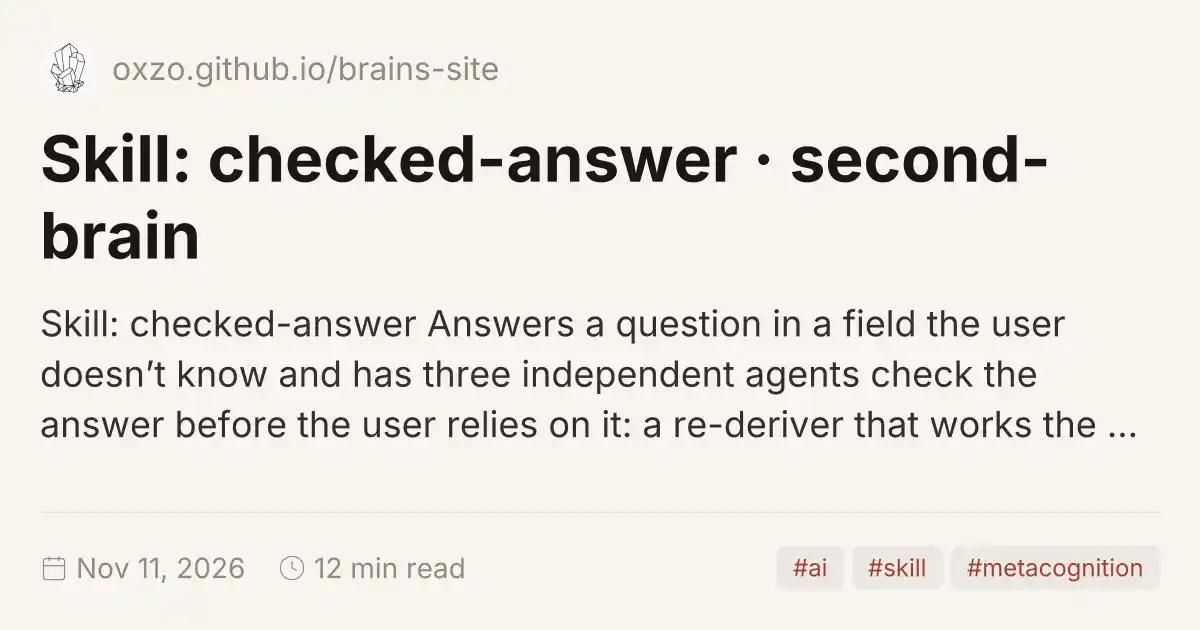 oxzo.github.io/brains-site
Skill: checked-answer · second-
brain
Skill: checked-answer Answers a question in a field the user
doesn’t know and has three independent agents check the
answer before the user relies on it: a re-deriver that works the ...
Nov 11, 2026
12 min read
#ai
#skill
#metacognition